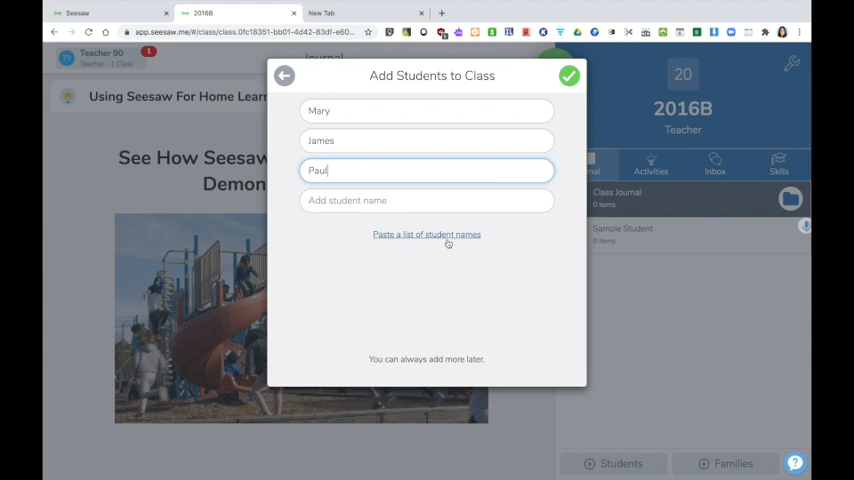 Seesaw
2016B
New Tab
app.seesaw.me/#/class/class.0fc18351-bb01-4d42-83df-e60...
T9
Teacher 90
Teacher - 1 Class
1
Journal
Using Seesaw For Home Learn
See How Seesaw
Demon
Add Students to Class
Mary
James
Paul
Add student name
Paste a list of student names
You can always add more later.
20
2016B
Teacher
nal
Activities
Inbox
Skills
Class Journal
0 items
Sample Student
0 items
Students
Families
?